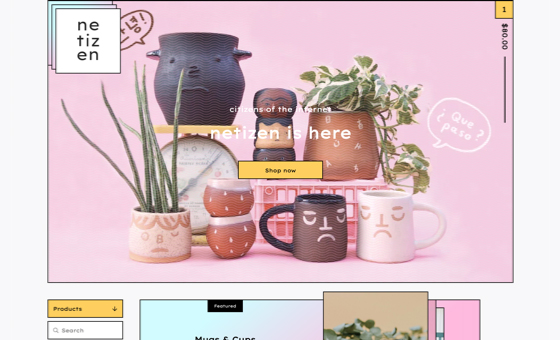 ne
tiz
en
citizens of the internet
netizen is here
Shop now
¿Que
pasa?
1
$80.00
Products
Search
Featured
Mugs & Cups